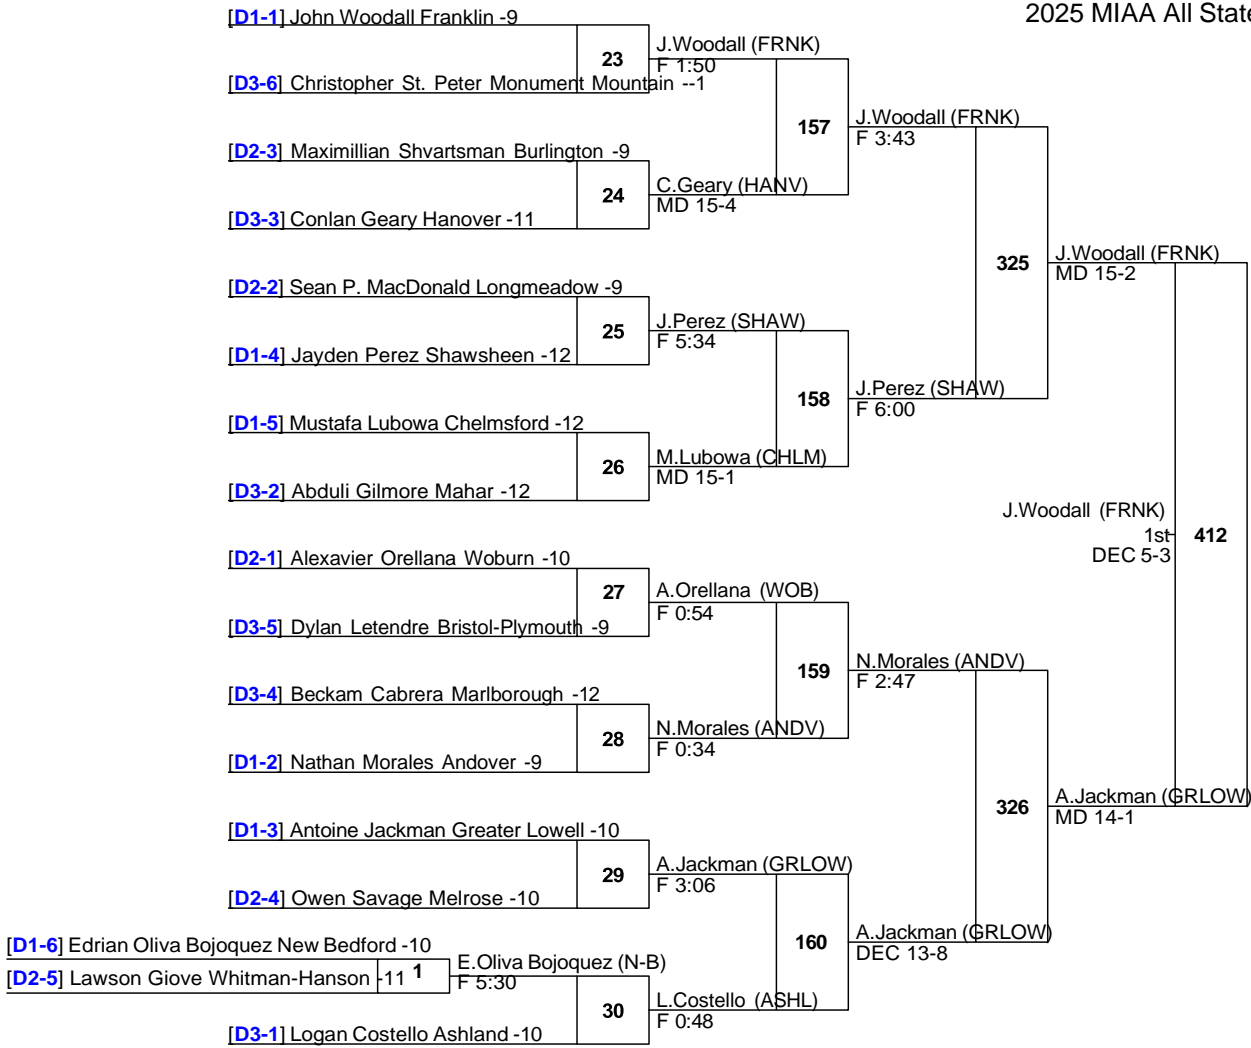 2025 MIAA All State
[D1-1] John Woodall Franklin -9
23
J.Woodall (FRNK)
F 1:50
[D3-6] Christopher St. Peter Monument Mountain --1
157
J.Woodall (FRNK)
F 3:43
[D2-3] Maximillian Shvartsman Burlington -9
24
C.Geary (HANV)
MD 15-4
[D3-3] Conlan Geary Hanover -11
325
J.Woodall (FRNK)
MD 15-2
[D2-2] Sean P. MacDonald Longmeadow -9
25
J.Perez (SHAW)
F 5:34
[D1-4] Jayden Perez Shawsheen -12
158
J.Perez (SHAW)
F 6:00
[D1-5] Mustafa Lubowa Chelmsford -12
26
M.Lubowa (CHLM)
MD 15-1
[D3-2] Abduli Gilmore Mahar -12
J.Woodall (FRNK)
1st
412
DEC 5-3
[D2-1] Alexavier Orellana Woburn -10
27
A.Orellana (WOB)
F 0:54
[D3-5] Dylan Letendre Bristol-Plymouth -9
159
N.Morales (ANDV)
F 2:47
[D3-4] Beckam Cabrera Marlborough -12
28
N.Morales (ANDV)
F 0:34
[D1-2] Nathan Morales Andover -9
326
A.Jackman (GRLOW)
MD 14-1
[D1-3] Antoine Jackman Greater Lowell -10
29
A.Jackman (GRLOW)
F 3:06
[D2-4] Owen Savage Melrose -10
160
A.Jackman (GRLOW)
DEC 13-8
[D1-6] Edrian Oliva Bojoquez New Bedford -10
1
E.Oliva Bojoquez (N-B)
F 5:30
[D2-5] Lawson Giove Whitman-Hanson -11
30
L.Costello (ASHL)
F 0:48
[D3-1] Logan Costello Ashland -10